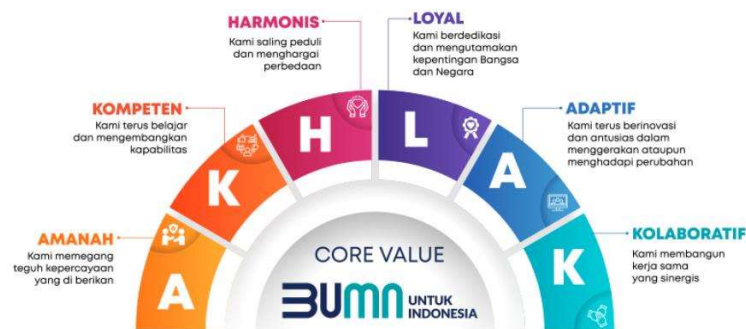 AMANAH
Kami memegang
teguh kepercayaan
yang di berikan
KOMPETEN
Kami terus belajar
dan mengembangkan
kapabilitas
HARMONIS
Kami saling peduli
dan menghargai
perbedaan
LOYAL
Kami berdedikasi
dan mengutamakan
kepentingan Bangsa
dan Negara
ADAPTIF
Kami terus berinovasi
dan antusias dalam
menggerakan ataupun
menghadapi perubahan
KOLABORATIF
Kami membangun
kerja sama
yang sinergis
A
K
H
L
A
K
CORE VALUE
BUMN UNTUK
INDONESIA